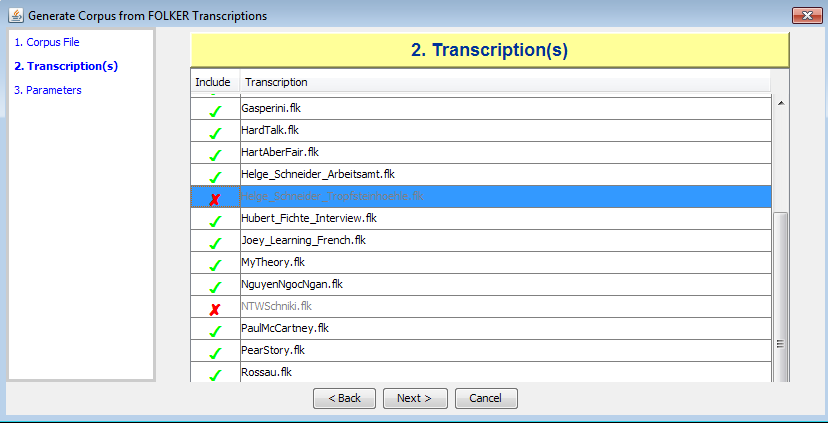 Generate Corpus from FOLKER Transcriptions
1. Corpus File
2. Transcription(s)
3. Parameters
2. Transcription(s)
Include Transcription
Gasperini.flk
HardTalk.flk
HartAberFair.flk
Helge_Schneider_Arbeitsamt.flk
Helge_Schneider_
Hubert_Fichte_Interview.flk
Joey_Learning_French.flk
MyTheory.flk
NguyenNgocNgan.flk
NTWSchniki.flk
PaulMcCartney.flk
PearStory.flk
Rossau.flk
< Back Next > Cancel